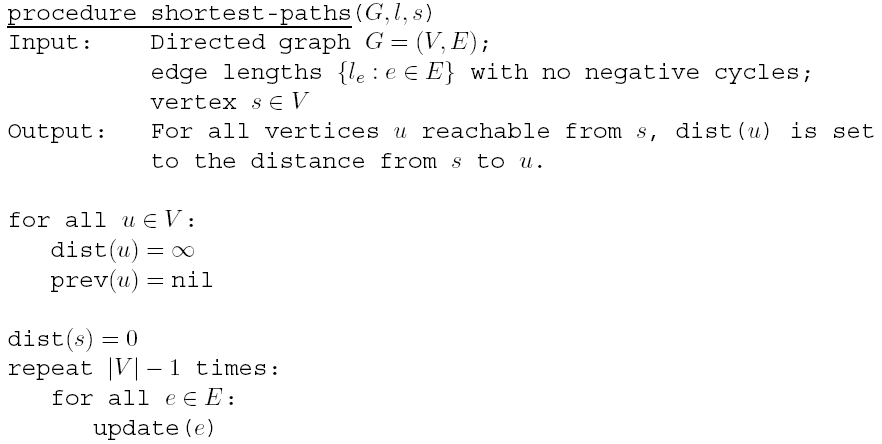 procedure shortest-paths(G, l, s)
Input: Directed graph G = (V, E);
edge lengths {l_e : e ∈ E} with no negative cycles;
vertex s ∈ V
Output: For all vertices u reachable from s, dist(u) is set
to the distance from s to u.
for all u ∈ V:
dist(u) = ∞
prev(u) = nil
dist(s) = 0
repeat |V| − 1 times:
for all e ∈ E:
update(e)